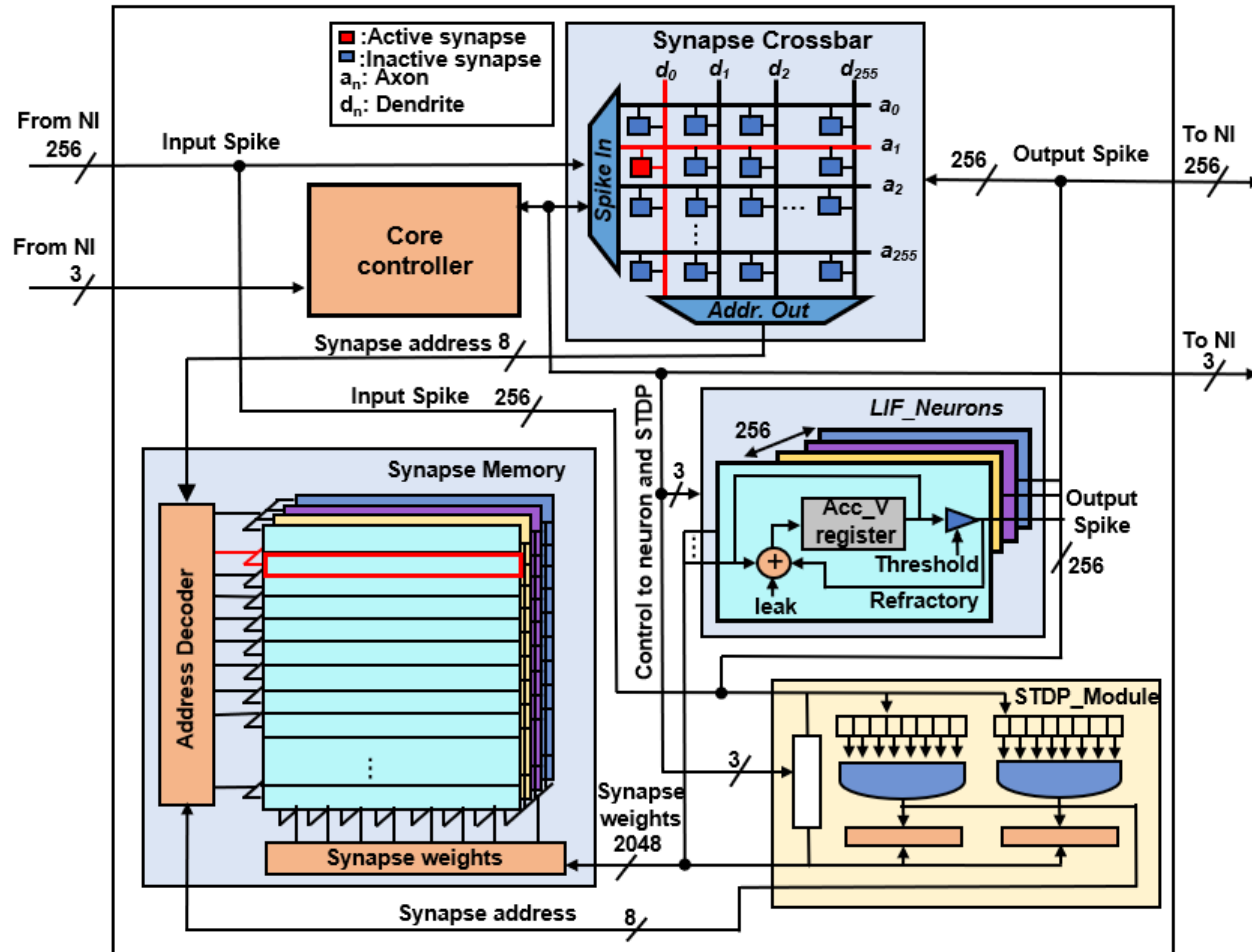 :Active synapse
:Inactive synapse
aₙ: Axon
dₙ: Dendrite
Synapse Crossbar
d₀ d₁ d₂ d₂₅₅
a₀
a₁
a₂
a₂₅₅
Spike In
...
Addr. Out
From NI
256
Input Spike
256
Output Spike
To NI
256
Core
controller
From NI
3
Synapse address 8
To NI
3
Input Spike 256
Control to neuron and STDP
3
LIF_Neurons
256
Acc_V
register
Threshold
leak
Refractory
Output
Spike
256
Synapse Memory
Address Decoder
Synapse weights
Synapse
weights
2048
STDP_Module
3
Synapse address 8